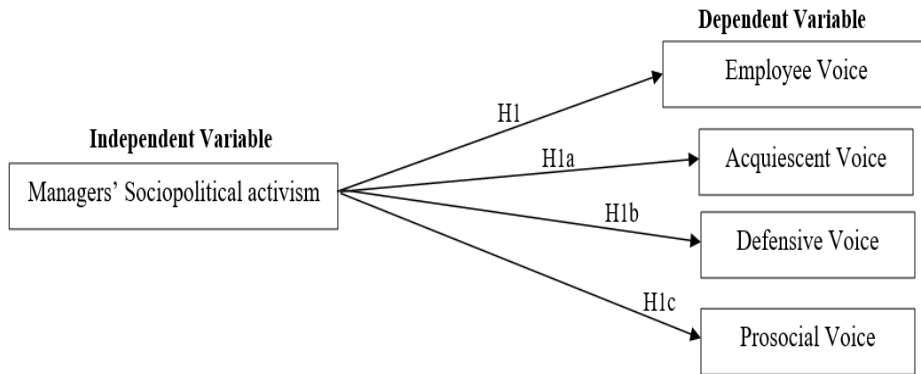 Dependent Variable
Employee Voice
H1
Independent Variable
H1a
Acquiescent Voice
Managers’ Sociopolitical activism
H1b
Defensive Voice
H1c
Prosocial Voice